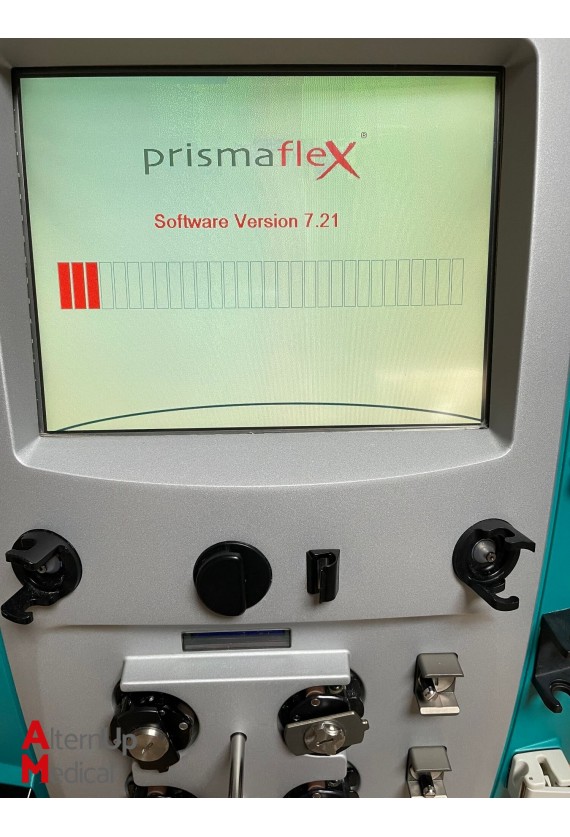 prismaflex®
Software Version 7.21
AlternUp
Medical